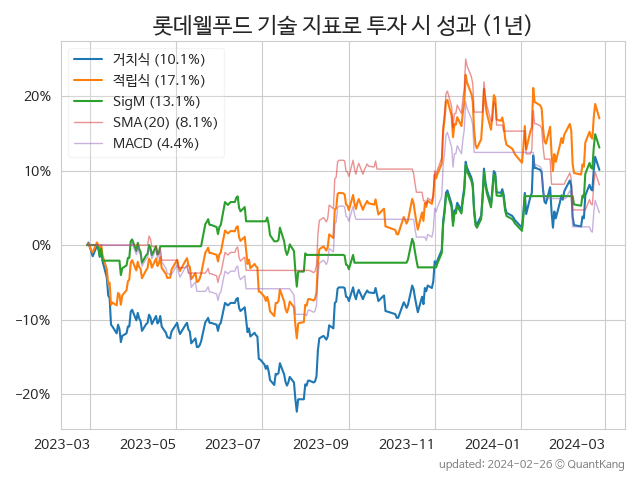 롯데웰푸드 기술 지표로 투자 시 성과 (1년)
거치식 (10.1%)
적립식 (17.1%)
SigM (13.1%)
SMA(20) (8.1%)
MACD (4.4%)
20%
10%
0%
−10%
−20%
2023-03 2023-05 2023-07 2023-09 2023-11 2024-01 2024-03
updated: 2024-02-26 © QuantKang